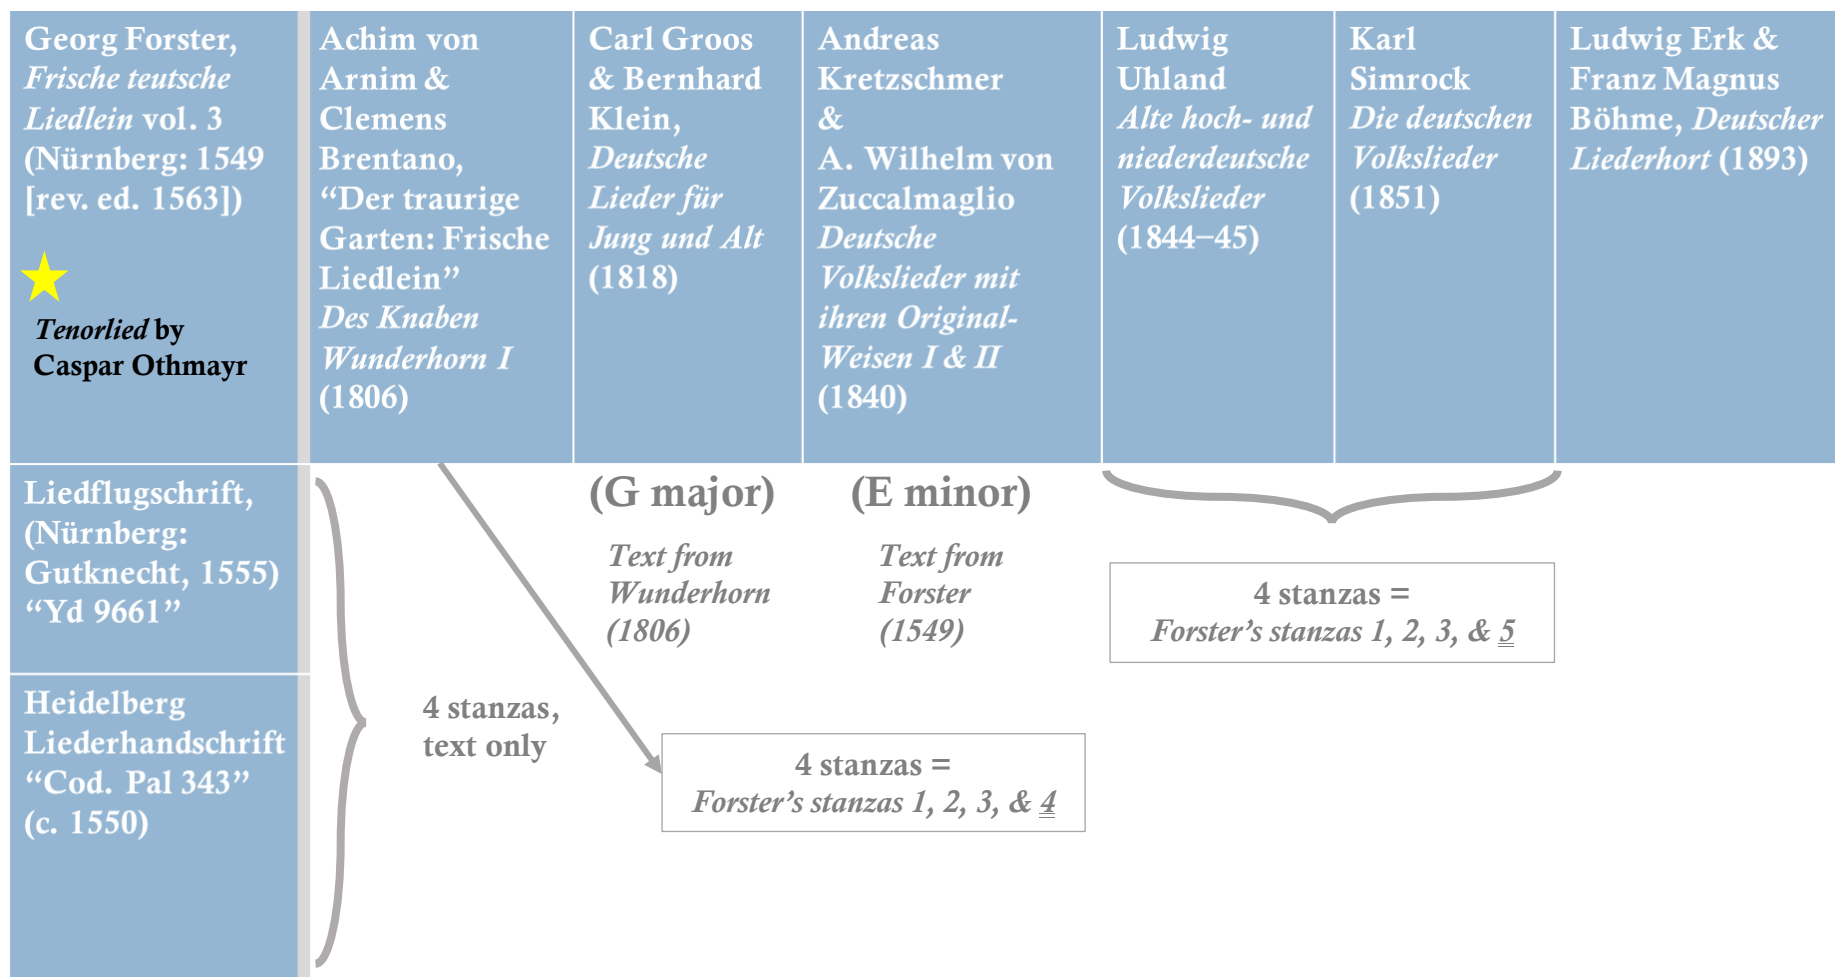 Georg Forster,
Frische teutsche
Liedlein vol. 3
(Nürnberg: 1549
[rev. ed. 1563])
Tenorlied by
Caspar Othmayr
Achim von
Arnim &
Clemens
Brentano,
“Der traurige
Garten: Frische
Liedlein”
Des Knaben
Wunderhorn I
(1806)
Carl Groos
& Bernhard
Klein,
Deutsche
Lieder für
Jung und Alt
(1818)
Andreas
Kretzschmer
&
A. Wilhelm von
Zuccalmaglio
Deutsche
Volkslieder mit
ihren Original-
Weisen I & II
(1840)
Ludwig
Uhland
Alte hoch- und
niederdeutsche
Volkslieder
(1844–45)
Karl
Simrock
Die deutschen
Volkslieder
(1851)
Ludwig Erk &
Franz Magnus
Böhme, Deutscher
Liederhort (1893)
Liedflugschrift,
(Nürnberg:
Gutknecht, 1555)
“Yd 9661”
Heidelberg
Liederhandschrift
“Cod. Pal 343”
(c. 1550)
4 stanzas,
text only
(G major)
Text from
Wunderhorn
(1806)
(E minor)
Text from
Forster
(1549)
4 stanzas =
Forster’s stanzas 1, 2, 3, & 5
4 stanzas =
Forster’s stanzas 1, 2, 3, & 4